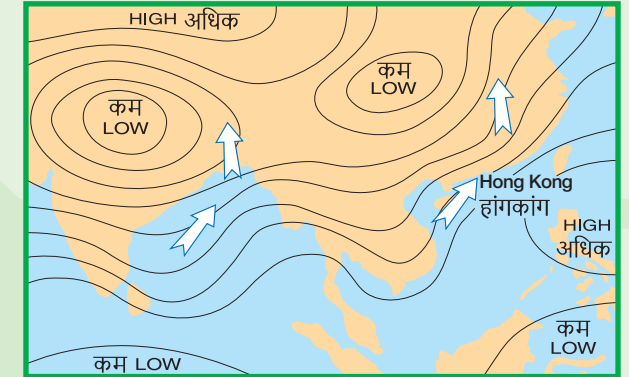 HIGH अधिक
कम
LOW
कम
LOW
Hong Kong
हांगकांग
HIGH
अधिक
कम
LOW
कम LOW